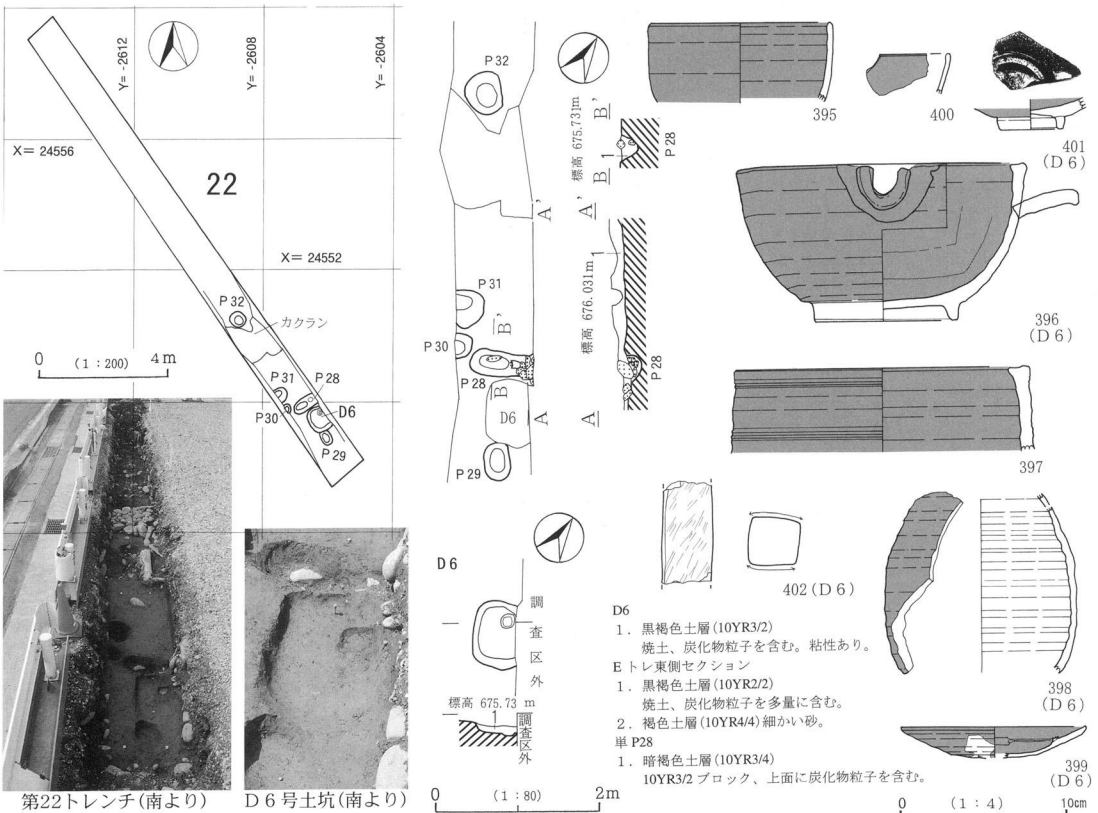 Y= -2612
Y= -2608
Y= -2604
X= 24556
22
X= 24552
P 32
カクラン
0 (1：200) 4m
P 31
P 28
P 30
D6
P 29
第22トレンチ(南より)
D 6 号土坑(南より)
P 32
P 31
P 30
P 28
B'
B
D6
P 29
A'
A
標高 675.731m
B'
B
1
P 28
A'
標高 676.031m
1
P 28
A
D 6
調査区外
標高 675.73 m
1
調査区外
0 (1：80) 2m
395
400
401
(D 6)
396
(D 6)
397
402 (D 6)
398
(D 6)
399
(D 6)
D6
1．黒褐色土層(10YR3/2)
焼土、炭化物粒子を含む。粘性あり。
E トレ東側セクション
1．黒褐色土層(10YR2/2)
焼土、炭化物粒子を多量に含む。
2．褐色土層(10YR4/4)細かい砂。
単 P28
1．暗褐色土層(10YR3/4)
10YR3/2 ブロック、上面に炭化物粒子を含む。
0 (1：4) 10cm